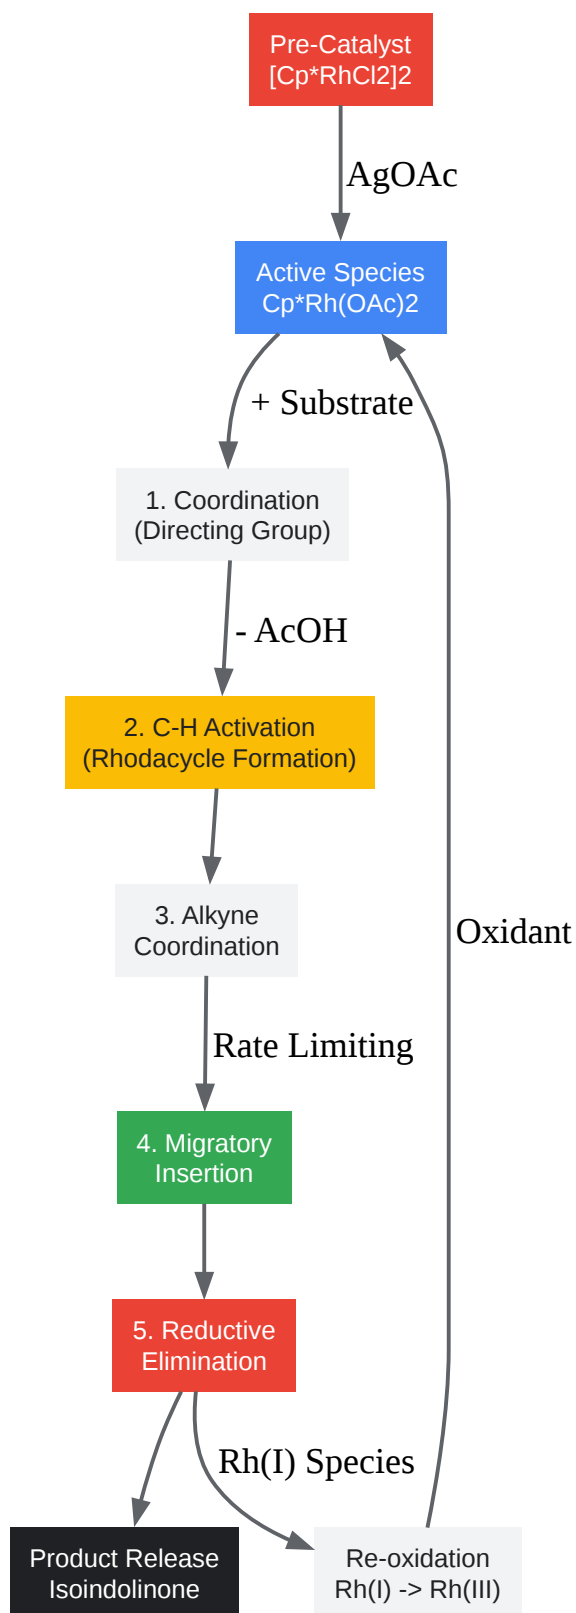 Pre-Catalyst
[Cp*RhCl2]2
AgOAc
Active Species
Cp*Rh(OAc)2
+ Substrate
1. Coordination
(Directing Group)
- AcOH
2. C-H Activation
(Rhodacycle Formation)
3. Alkyne
Coordination
Oxidant
Rate Limiting
4. Migratory
Insertion
5. Reductive
Elimination
Rh(I) Species
Product Release
Isoindolinone
Re-oxidation
Rh(I) -> Rh(III)